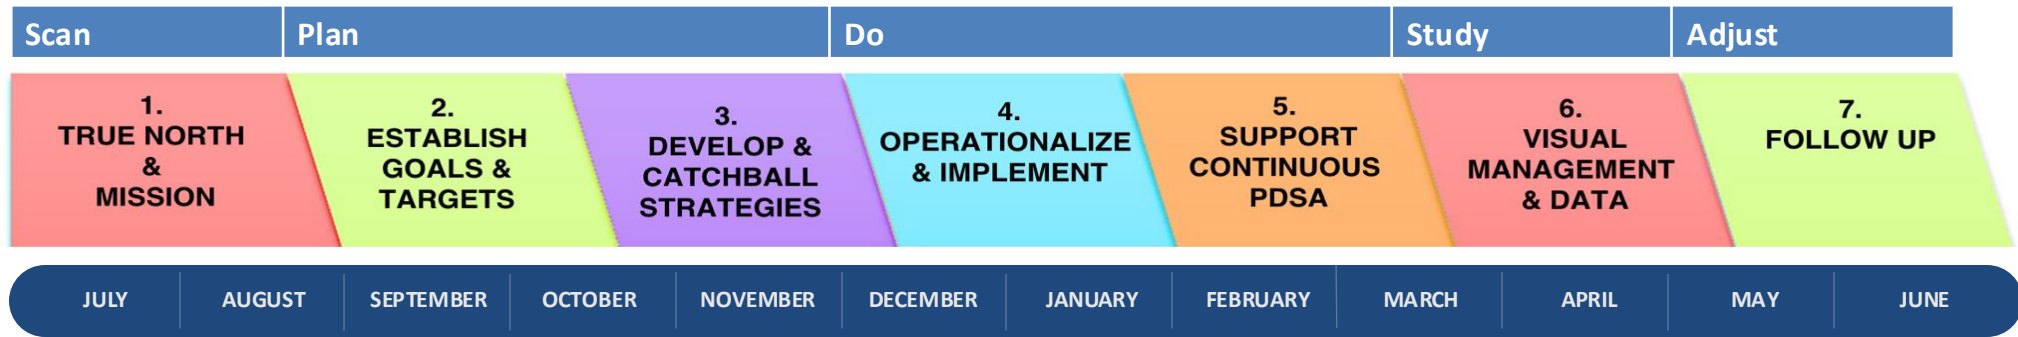 Scan Plan Do Study Adjust
1.
TRUE NORTH
&
MISSION
2.
ESTABLISH
GOALS &
TARGETS
3.
DEVELOP &
CATCHBALL
STRATEGIES
4.
OPERATIONALIZE
& IMPLEMENT
5.
SUPPORT
CONTINUOUS
PDSA
6.
VISUAL
MANAGEMENT
& DATA
7.
FOLLOW UP
JULY AUGUST SEPTEMBER OCTOBER NOVEMBER DECEMBER JANUARY FEBRUARY MARCH APRIL MAY JUNE